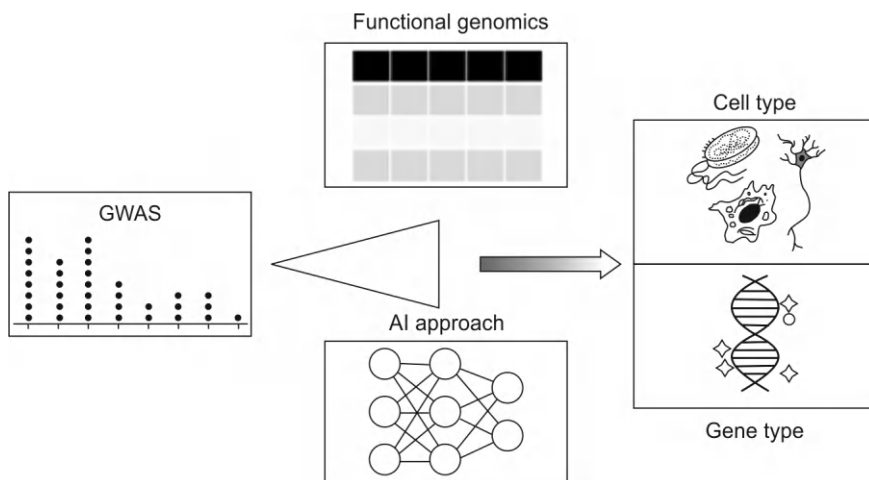 Functional genomics
Cell type
GWAS
AI approach
Gene type